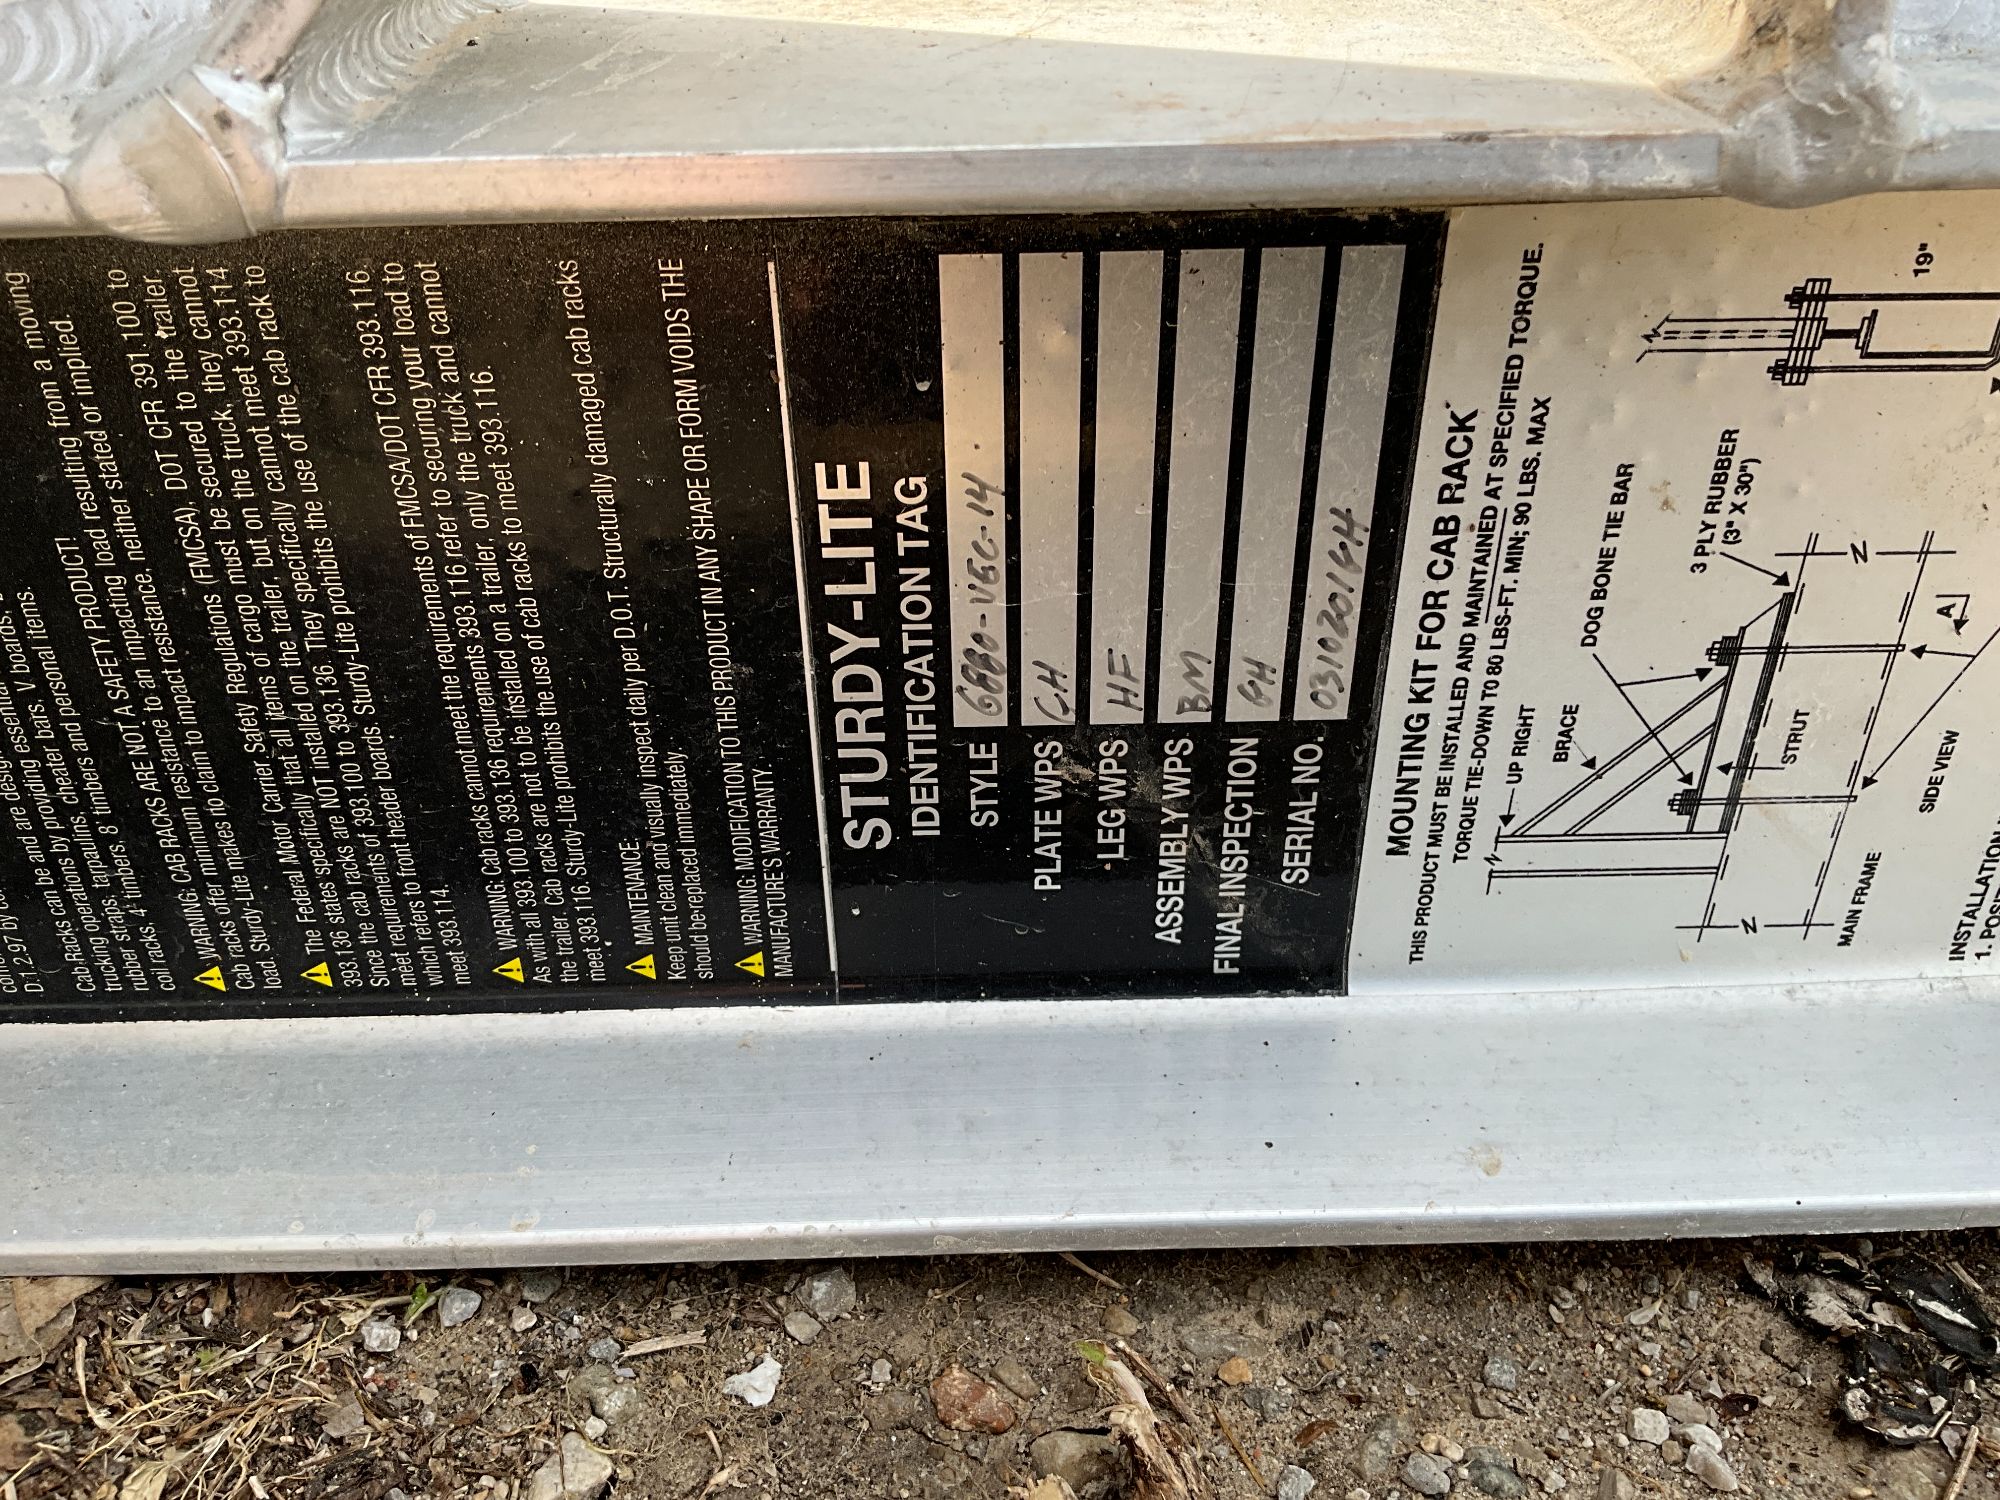 D:1.2.97 by
can be and are design essential.
Cab Racks can be by providing essential
trucking operations, cheater bars, V boards,
rubber straps, tarpaulins, chains and personal items.
coil racks, 4' timbers, 8' timbers and personal
WARNING: CAB RACKS ARE NOT A SAFETY PRODUCT!
cab racks offer minimum resistance to an impacting load resulting from a moving
load. Sturdy-Lite makes no claim to impact resistance, neither stated or implied.
The Federal Motor Carrier Safety Regulations (FMCSA), DOT CFR 391.100 to
393.136 states specifically that all items of cargo must be secured to the trailer.
Since the cab racks are NOT installed on the trailer, but on the truck, they cannot
meet requirements of 393.100 to 393.136. They specifically cannot meet 393.114
which refers to front header boards. Sturdy-Lite prohibits the use of the cab rack to
meet 393.114.
WARNING: Cab racks cannot meet the requirements of FMCSA/DOT CFR 393.116.
As with all 393.100 to 393.136 requirements 393.116 refer to securing your load to
the trailer. Cab racks are not to be installed on a trailer, only the truck and cannot
meet 393.116. Sturdy-Lite prohibits the use of cab racks to meet 393.116.
MAINTENANCE:
Keep unit clean and visually inspect daily per D.O.T. Structurally damaged cab racks
should be replaced immediately.
WARNING: MODIFICATION TO THIS PRODUCT IN ANY SHAPE OR FORM VOIDS THE
MANUFACTURE'S WARRANTY.
STURDY-LITE
IDENTIFICATION TAG
STYLE 6880-VEC-14
PLATE WPS CH
LEG WPS HF
ASSEMBLY WPS BM
FINAL INSPECTION GH
SERIAL NO. 0310201GH
MOUNTING KIT FOR CAB RACK
THIS PRODUCT MUST BE INSTALLED AND MAINTAINED AT SPECIFIED TORQUE.
TORQUE TIE-DOWN TO 80 LBS-FT. MIN; 90 LBS. MAX
UP RIGHT
BRACE
DOG BONE TIE BAR
3 PLY RUBBER
(3" X 30")
19"
STRUT
N
N
A
MAIN FRAME
SIDE VIEW
INSTALLATION
1. POSIT